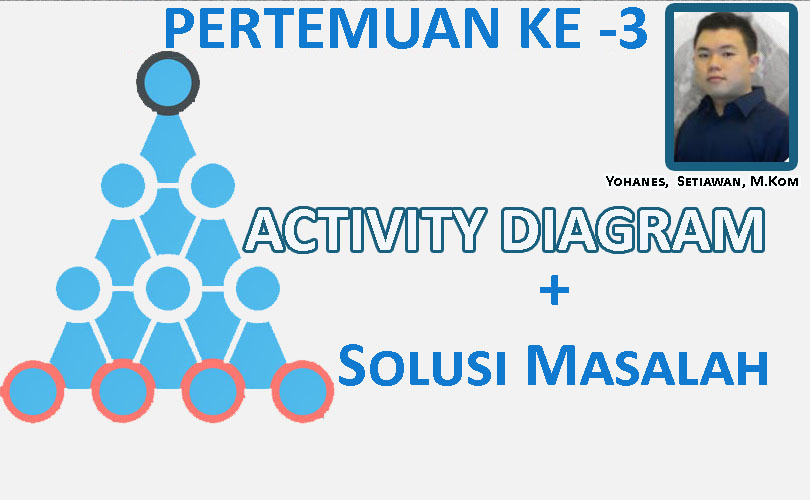 PERTEMUAN KE -3
YOHANES, SETIAWAN, M.KOM
ACTIVITY DIAGRAM
+
SOLUSI MASALAH